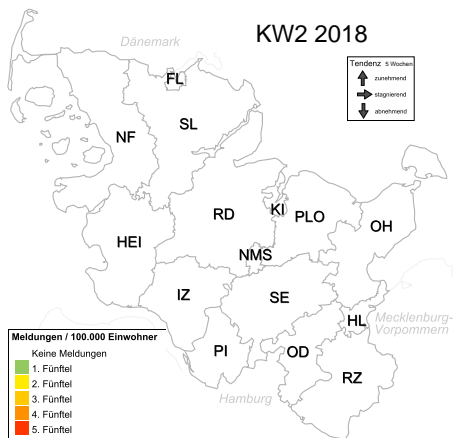 Dänemark
KW2 2018
Tendenz 5 Wochen
zunehmend
stagnierend
abnehmend
FL
SL
NF
RD
KI
PLO
OH
HEI
NMS
IZ
SE
HL
Mecklenburg-
Vorpommern
PI
OD
RZ
Hamburg
Meldungen / 100.000 Einwohner
Keine Meldungen
1. Fünftel
2. Fünftel
3. Fünftel
4. Fünftel
5. Fünftel